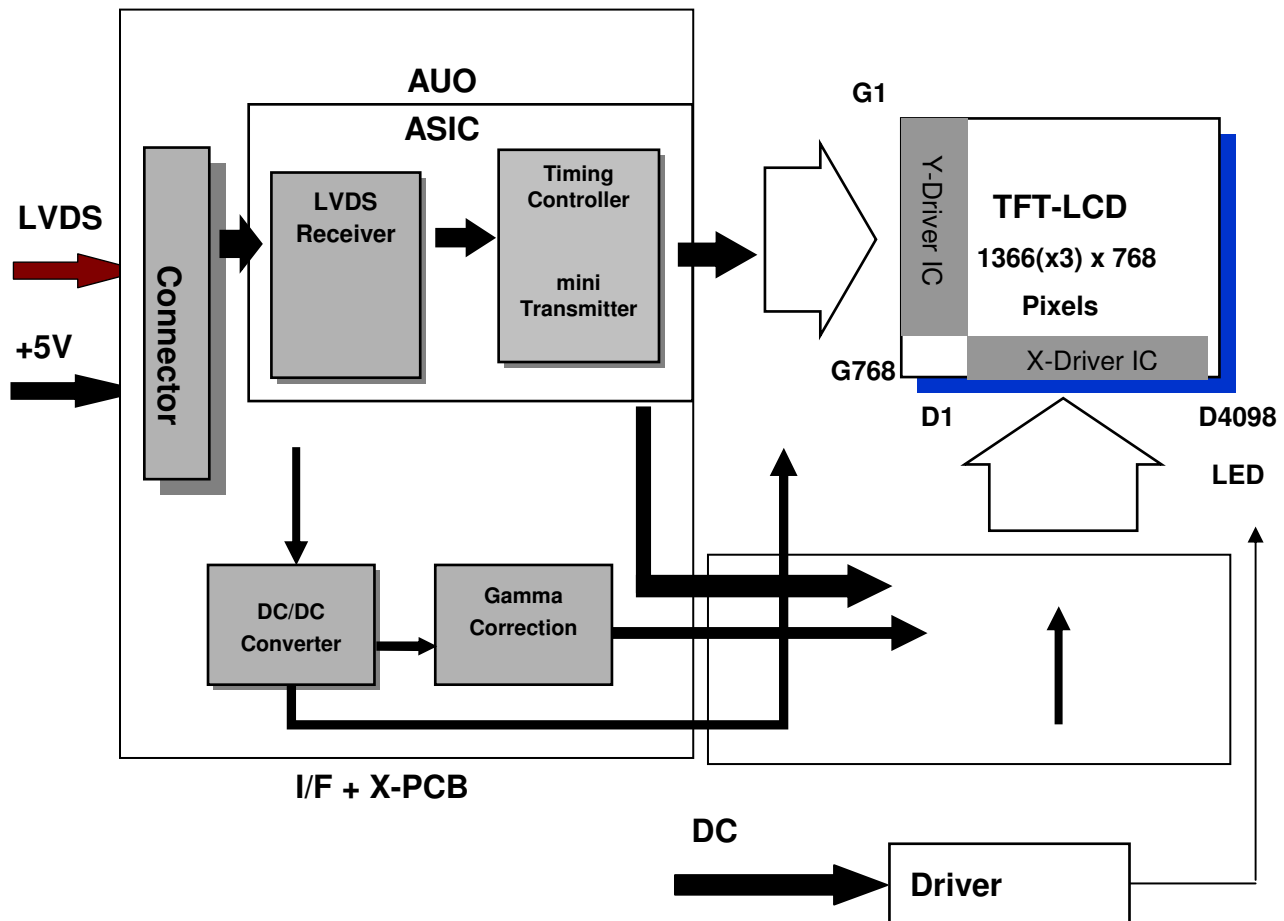 AUO
ASIC
G1
LVDS
Receiver
Timing
Controller
mini
Transmitter
LVDS
+5V
Connector
Y-Driver IC
TFT-LCD
1366(x3) x 768
Pixels
X-Driver IC
G768
D1
D4098
LED
DC/DC
Converter
Gamma
Correction
I/F + X-PCB
DC
Driver